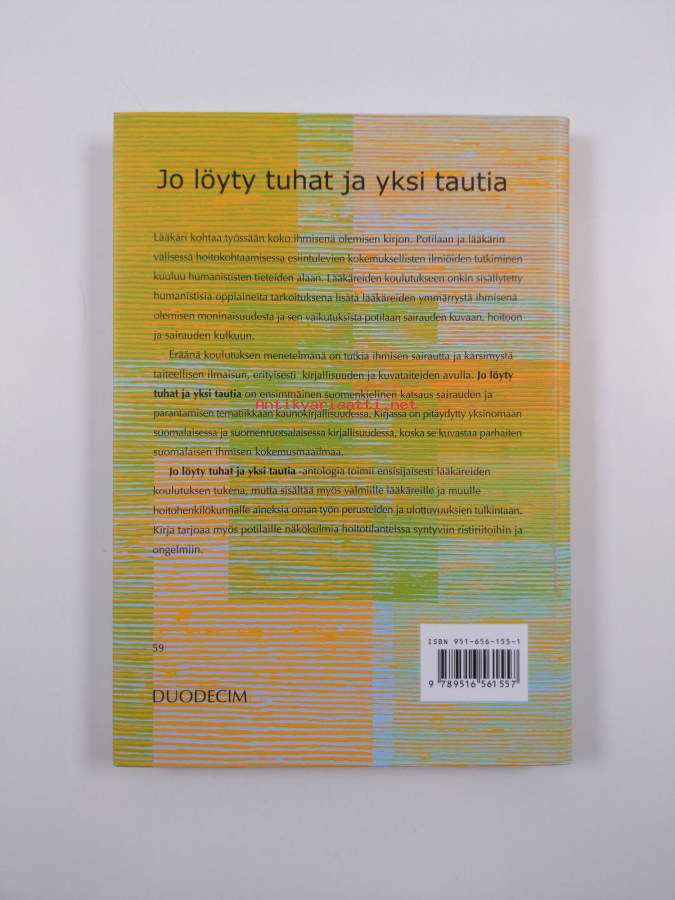 Jo löyty tuhat ja yksi tautia
Lääkäri kohtaa työssään koko ihmisenä olemisen kirjon. Potilaan ja lääkärin
välisessä hoitokohtaamisessa esiintulevien kokemuksellisten ilmiöiden tutkiminen
kuuluu humanististen tieteiden alaan. Lääkäreiden koulutukseen onkin sisällytetty
humanistisia oppiaineita tarkoituksena lisätä lääkäreiden ymmärrystä ihmisenä
olemisen moninaisuudesta ja sen vaikutuksista potilaan sairauden kuvaan, hoitoon
ja sairauden kulkuun.
Eräänä koulutuksen menetelmänä on tutkia ihmisen sairautta ja kärsimystä
taiteellisen ilmaisun, erityisesti kirjallisuuden ja kuvataiteiden avulla. Jo löyty
tuhat ja yksi tautia on ensimmäinen suomenkielinen katsaus sairauden ja
Antikvariaatti.net
parantamisen tematiikkaan kaunokirjallisuudessa. Kirjassa on pitäydytty yksinomaan
suomalaisessa ja suomenruotsalaisessa kirjallisuudessa, koska se kuvastaa parhaiten
suomalaisen ihmisen kokemusmaailmaa.
Jo löyty tuhat ja yksi tautia -antologia toimii ensisijaisesti lääkäreiden
koulutuksen tukena, mutta sisältää myös valmiille lääkäreille ja muulle
hoitohenkilökunnalle aineksia oman työn perusteiden ja ulottuvuuksien tulkintaan.
Kirja tarjoaa myös potilaille näkökulmia hoitotilanteissa syntyviin ristiriitoihin ja
ongelmiin.
ISBN 951-656-155-1
59
9 789516 561557
DUODECIM